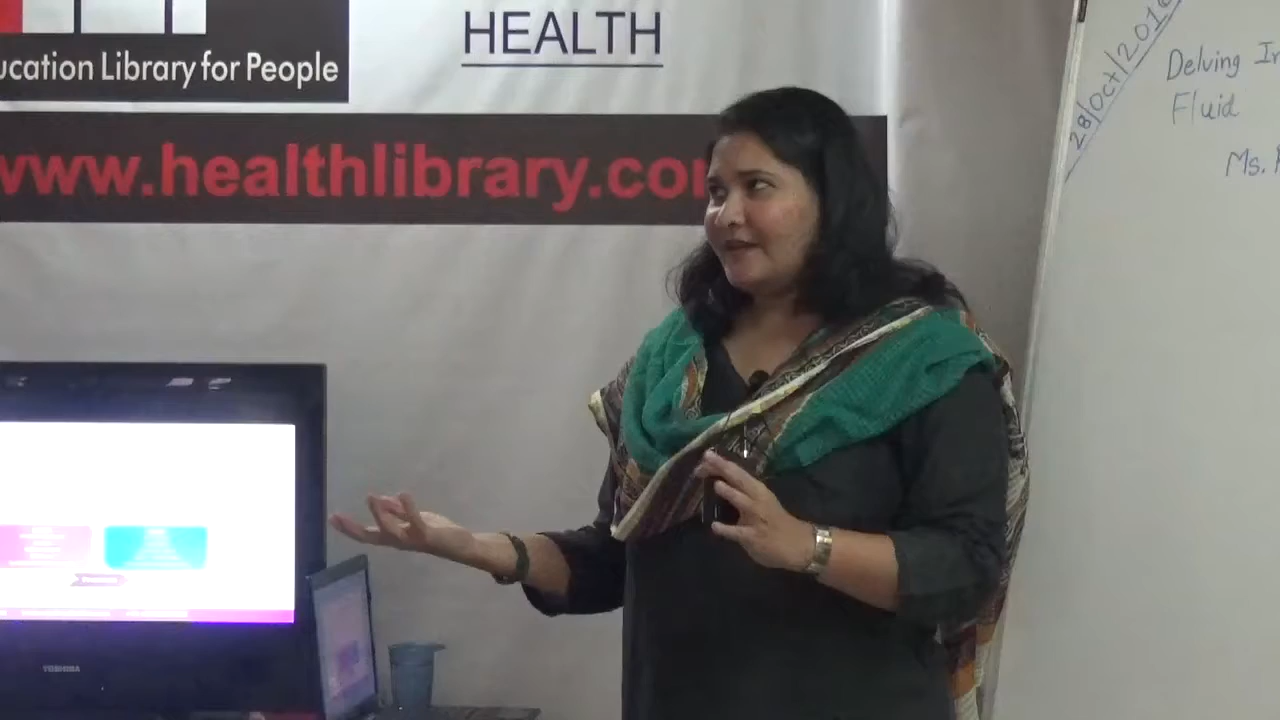 HEALTH
ucation Library for People
www.healthlibrary.co
28/Oct/201
Delving In
Fluid
Ms.
TOSHIBA